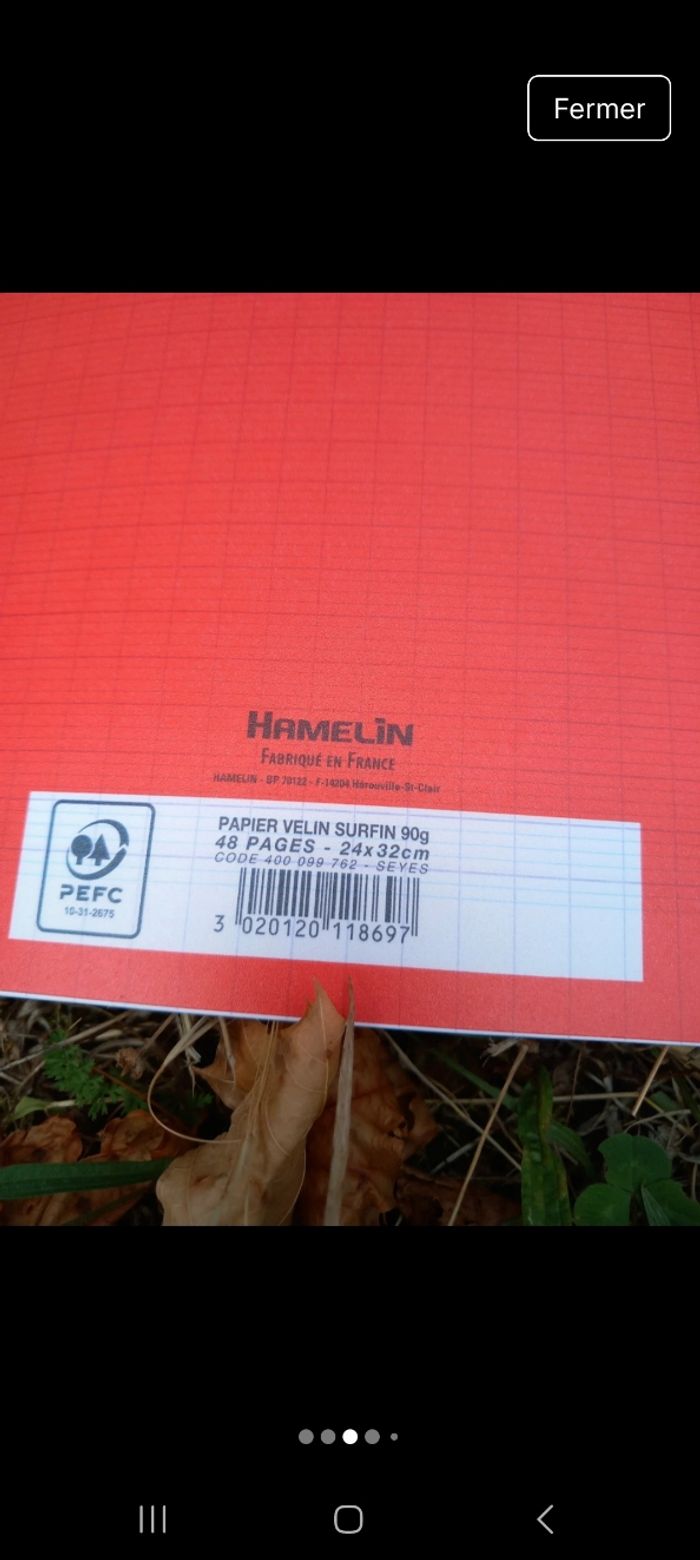 Fermer
HAMELIN
FABRIQUÉ EN FRANCE
HAMELIN - BP 70122 - F-14204 Hérouville-St-Clair
PAPIER VELIN SURFIN 90g
48 PAGES - 24x32cm
CODE 400 099 762 - SEYES
PEFC
10-31-2675
3 020120 118697